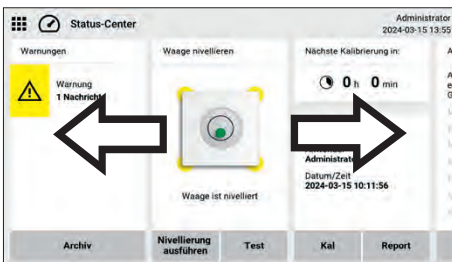 Status-Center
Administrator
2024-03-15 13:55
Warnungen
Warnung
1 Nachricht
Waage nivellieren
Waage ist nivelliert
Nächste Kalibrierung in:
0 h 0 min
Administrat
Datum/Zeit
2024-03-15 10:11:56
Archiv
Nivellierung
ausführen
Test
Kal
Report